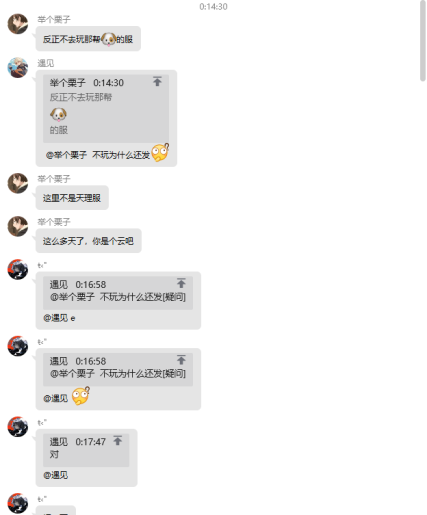 0:14:30
举个栗子
反正不去玩那帮的服
遇见
举个栗子 0:14:30
反正不去玩那帮
的服
@举个栗子 不玩为什么还发
举个栗子
这里不是天理服
举个栗子
这么多天了，你是个云吧
遇见 0:16:58
@举个栗子 不玩为什么还发[疑问]
@遇见 e
遇见 0:16:58
@举个栗子 不玩为什么还发[疑问]
@遇见
遇见 0:17:47
对
@遇见